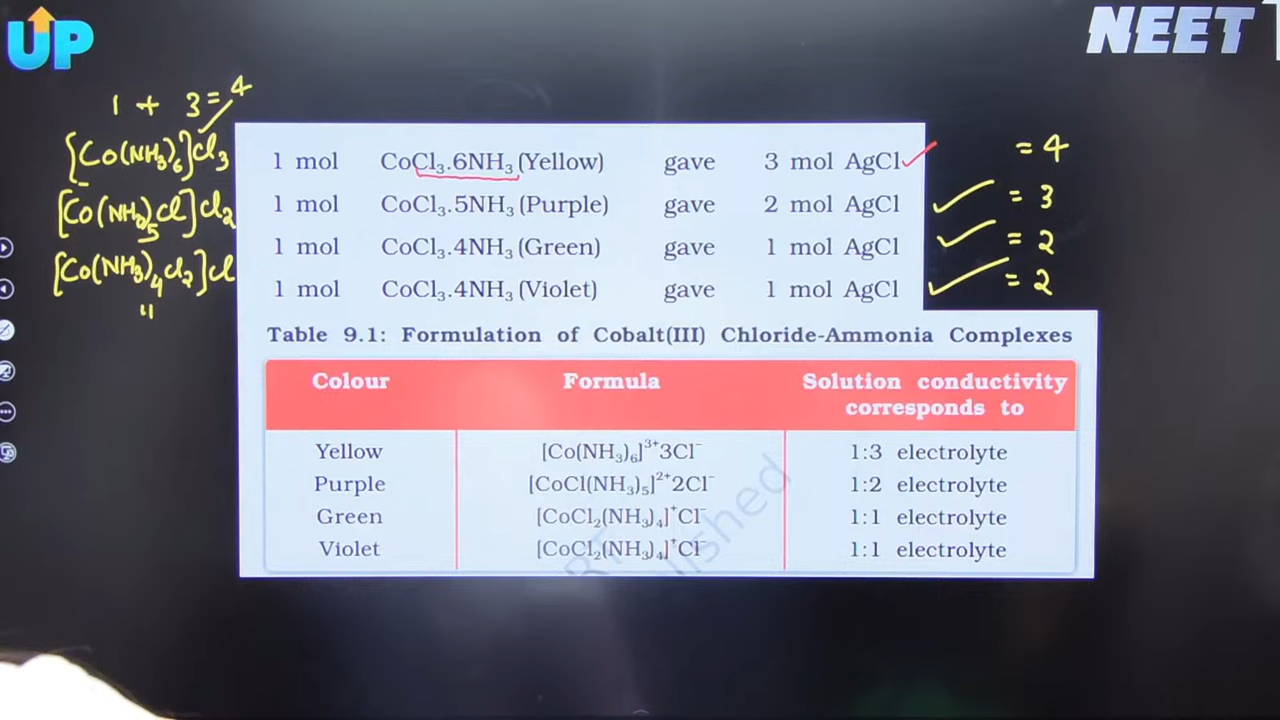 UP
NEET
1 + 3 = 4
[Co(NH₃)₆]Cl₃
[Co(NH₃)₅Cl]Cl₂
[Co(NH₃)₄Cl₂]Cl
"
1 mol CoCl₃.6NH₃ (Yellow) gave 3 mol AgCl = 4
1 mol CoCl₃.5NH₃ (Purple) gave 2 mol AgCl = 3
1 mol CoCl₃.4NH₃ (Green) gave 1 mol AgCl = 2
1 mol CoCl₃.4NH₃ (Violet) gave 1 mol AgCl = 2
Table 9.1: Formulation of Cobalt(III) Chloride-Ammonia Complexes
Colour Formula Solution conductivity
corresponds to
Yellow [Co(NH₃)₆]³⁺3Cl⁻ 1:3 electrolyte
Purple [CoCl(NH₃)₅]²⁺2Cl⁻ 1:2 electrolyte
Green [CoCl₂(NH₃)₄]⁺Cl⁻ 1:1 electrolyte
Violet [CoCl₂(NH₃)₄]⁺Cl⁻ 1:1 electrolyte